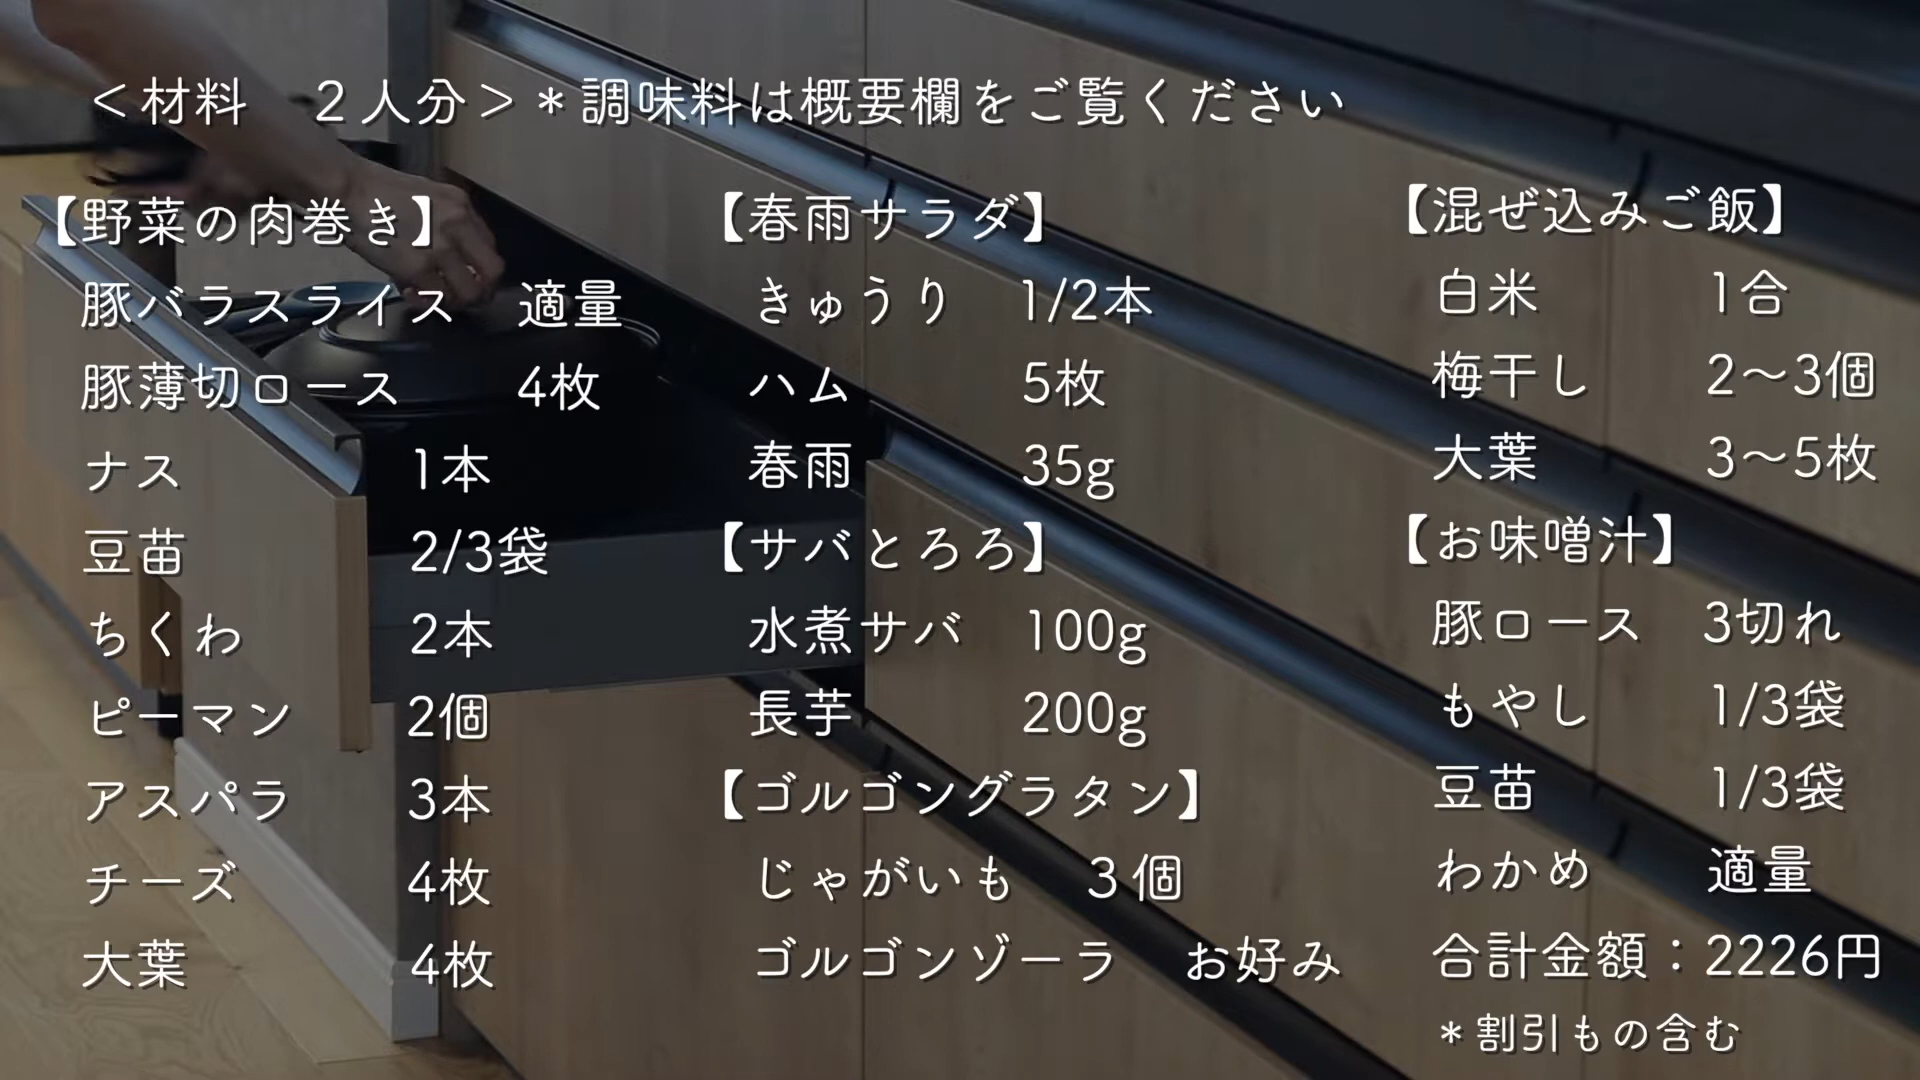 ＜材料　２人分＞＊調味料は概要欄をご覧ください
【野菜の肉巻き】
豚バラスライス　適量
豚薄切ロース　4枚
ナス　1本
豆苗　2/3袋
ちくわ　2本
ピーマン　2個
アスパラ　3本
チーズ　4枚
大葉　4枚
【春雨サラダ】
きゅうり　1/2本
ハム　5枚
春雨　35g
【サバとろろ】
水煮サバ　100g
長芋　200g
【ゴルゴングラタン】
じゃがいも　３個
ゴルゴンゾーラ　お好み
【混ぜ込みご飯】
白米　1合
梅干し　2〜3個
大葉　3〜5枚
【お味噌汁】
豚ロース　3切れ
もやし　1/3袋
豆苗　1/3袋
わかめ　適量
合計金額：2226円
＊割引もの含む